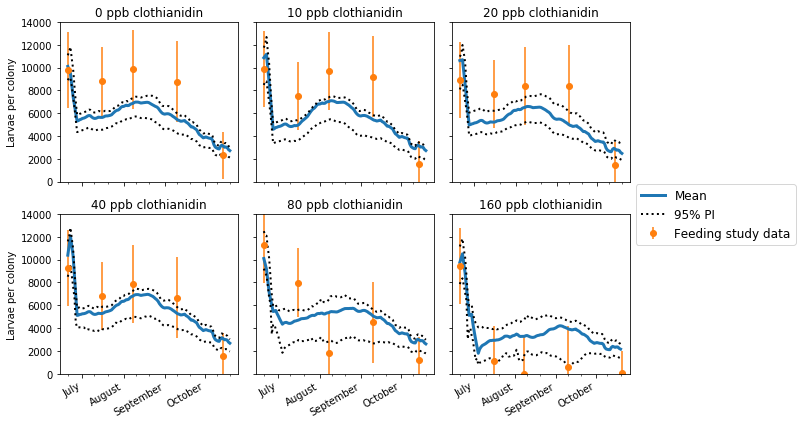 0 ppb clothianidin
10 ppb clothianidin
20 ppb clothianidin
14000
12000
10000
8000
6000
4000
2000
0
Larvae per colony
40 ppb clothianidin
80 ppb clothianidin
160 ppb clothianidin
14000
12000
10000
8000
6000
4000
2000
0
Larvae per colony
July
August
September
October
July
August
September
October
July
August
September
October
Mean
95% PI
Feeding study data